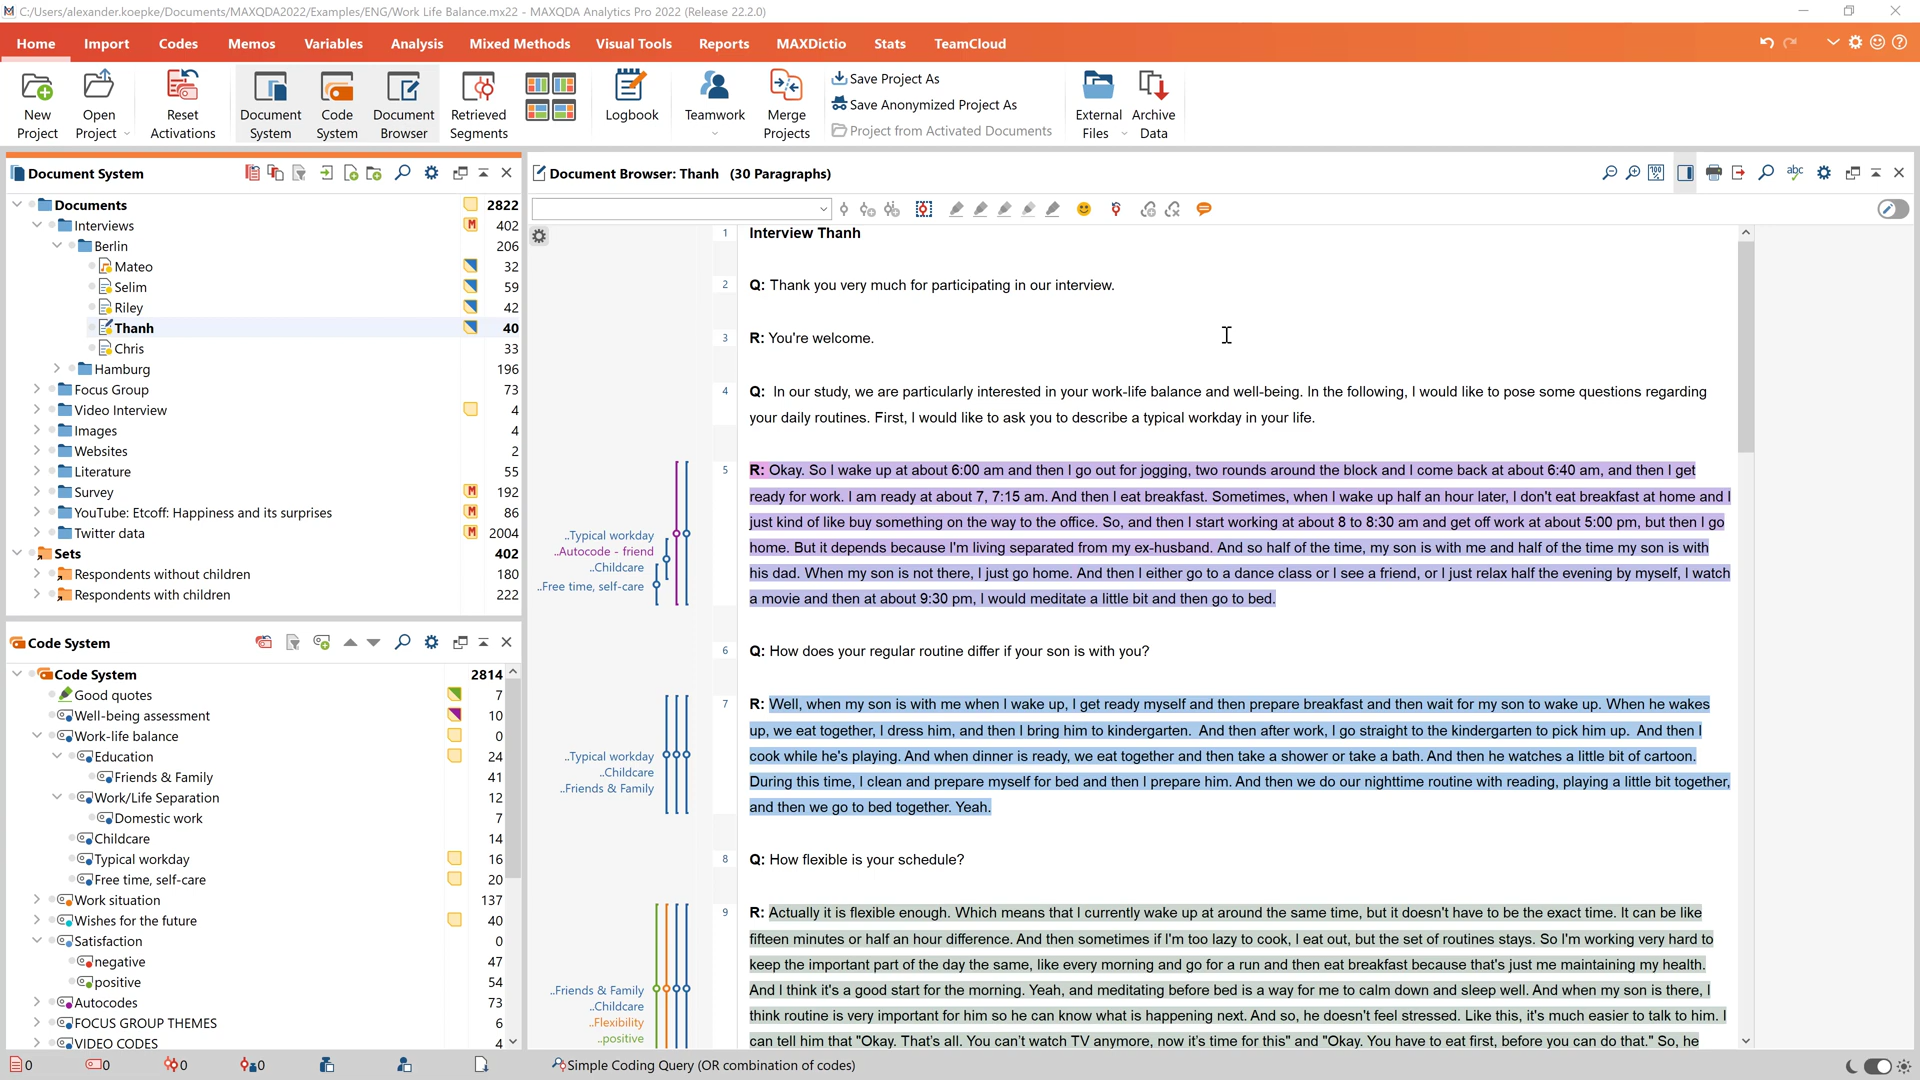 C:/Users/alexander.koepke/Documents/MAXQDA2022/Examples/ENG/Work Life Balance.mx22 - MAXQDA Analytics Pro 2022 (Release 22.2.0)
Home Import Codes Memos Variables Analysis Mixed Methods Visual Tools Reports MAXDictio Stats TeamCloud
New Project
Open Project
Reset Activations
Document System
Code System
Document Browser
Retrieved Segments
Logbook
Teamwork
Merge Projects
Save Project As
Save Anonymized Project As
Project from Activated Documents
External Files
Archive Data
Document System
Documents 2822
Interviews M 402
Berlin 206
Mateo 32
Selim 59
Riley 42
Thanh 40
Chris 33
Hamburg 196
Focus Group 73
Video Interview 4
Images 4
Websites 2
Literature 55
Survey M 192
YouTube: Etcoff: Happiness and its surprises M 86
Twitter data M 2004
Sets 402
Respondents without children 180
Respondents with children 222
Code System
Code System 2814
Good quotes 7
Well-being assessment 10
Work-life balance 0
Education 24
Friends & Family 41
Work/Life Separation 12
Domestic work 7
Childcare 14
Typical workday 16
Free time, self-care 20
Work situation 137
Wishes for the future 40
Satisfaction 0
negative 47
positive 54
Autocodes 73
FOCUS GROUP THEMES 6
VIDEO CODES 4
Document Browser: Thanh (30 Paragraphs)
1 Interview Thanh
2 Q: Thank you very much for participating in our interview.
3 R: You're welcome.
4 Q: In our study, we are particularly interested in your work-life balance and well-being. In the following, I would like to pose some questions regarding
your daily routines. First, I would like to ask you to describe a typical workday in your life.
5 R: Okay. So I wake up at about 6:00 am and then I go out for jogging, two rounds around the block and I come back at about 6:40 am, and then I get
ready for work. I am ready at about 7, 7:15 am. And then I eat breakfast. Sometimes, when I wake up half an hour later, I don't eat breakfast at home and I
just kind of like buy something on the way to the office. So, and then I start working at about 8 to 8:30 am and get off work at about 5:00 pm, but then I go
home. But it depends because I'm living separated from my ex-husband. And so half of the time, my son is with me and half of the time my son is with
his dad. When my son is not there, I just go home. And then I either go to a dance class or I see a friend, or I just relax half the evening by myself, I watch
a movie and then at about 9:30 pm, I would meditate a little bit and then go to bed.
..Typical workday
..Autocode - friend
..Childcare
..Free time, self-care
6 Q: How does your regular routine differ if your son is with you?
7 R: Well, when my son is with me when I wake up, I get ready myself and then prepare breakfast and then wait for my son to wake up. When he wakes
up, we eat together, I dress him, and then I bring him to kindergarten. And then after work, I go straight to the kindergarten to pick him up. And then I
cook while he's playing. And when dinner is ready, we eat together and then take a shower or take a bath. And then he watches a little bit of cartoon.
During this time, I clean and prepare myself for bed and then I prepare him. And then we do our nighttime routine with reading, playing a little bit together,
and then we go to bed together. Yeah.
..Typical workday
..Childcare
..Friends & Family
8 Q: How flexible is your schedule?
9 R: Actually it is flexible enough. Which means that I currently wake up at around the same time, but it doesn't have to be the exact time. It can be like
fifteen minutes or half an hour difference. And then sometimes if I'm too lazy to cook, I eat out, but the set of routines stays. So I'm working very hard to
keep the important part of the day the same, like every morning and go for a run and then eat breakfast because that's just me maintaining my health.
And I think it's a good start for the morning. Yeah, and meditating before bed is a way for me to calm down and sleep well. And when my son is there, I
think routine is very important for him so he can know what is happening next. And so, he doesn't feel stressed. Like this, it's much easier to talk to him. I
can tell him that "Okay. That's all. You can't watch TV anymore, now it's time for this" and "Okay. You have to eat first, before you can do that." So, he
..Friends & Family
..Childcare
..Flexibility
..positive
0 0 0 0 Simple Coding Query (OR combination of codes)